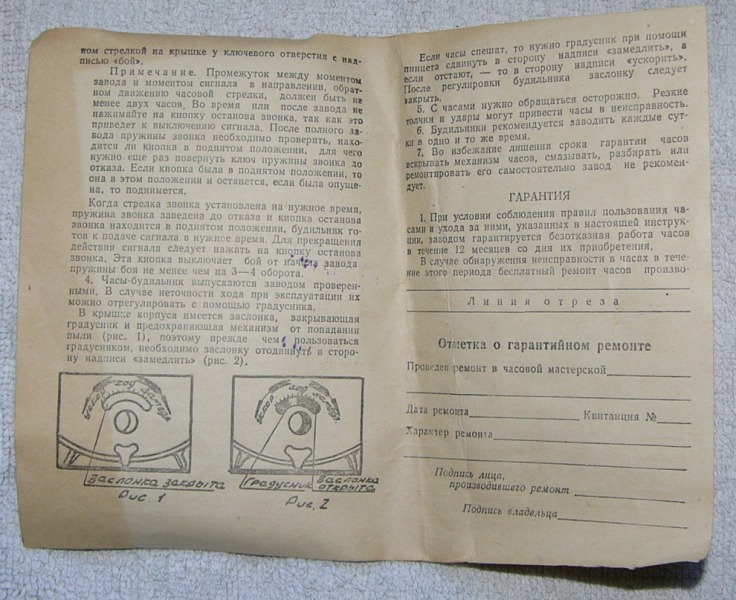 ном стрелкой на крышке у ключевого отверстия с над-
писью «бой».
Примечание. Промежуток между моментом
завода и моментом сигнала в направлении, обрат-
ном движению часовой стрелки, должен быть не
менее двух часов. Во время или после завода не
нажимайте на кнопку останова звонка, так как это
приведет к выключению сигнала. После полного за-
вода пружины звонка необходимо проверить, нахо-
дится ли кнопка в поднятом положении, для чего
нужно еще раз повернуть ключ пружины звонка до
отказа. Если кнопка была в поднятом положении, то
она в этом положении и останется, если была опуще-
на, то поднимется.
Когда стрелка звонка установлена на нужное время,
пружина звонка заведена до отказа и кнопка останова
звонка находится в поднятом положении, будильник го-
тов к подаче сигнала в нужное время. Для прекращения
действия сигнала следует нажать на кнопку останова
звонка. Эта кнопка выключает бой от начала завода
пружины боя не менее чем на 3—4 оборота.
4. Часы-будильник выпускаются заводом проверен-
ными. В случае неточности хода при эксплуатации их
можно отрегулировать с помощью градусника.
В крышке корпуса имеется заслонка, закрывающая
градусник и предохраняющая механизм от попадания
пыли (рис. 1), поэтому прежде чем пользоваться
градусником, необходимо заслонку отодвинуть в сторо-
ну надписи «замедлить» (рис. 2).
ускор. ход замедл.
Заслонка закрыта
Рис 1
ускор. ход замедл.
Градусник
Заслонка
открыта
Рис. 2
Если часы спешат, то нужно градусник при помощи
пинцета сдвинуть в сторону надписи «замедлить», а
если отстают, — то в сторону надписи «ускорить».
После регулировки будильника заслонку следует
закрыть.
5. С часами нужно обращаться осторожно. Резкие
толчки и удары могут привести часы в неисправность.
6. Будильники рекомендуется заводить каждые сут-
ки в одно и то же время.
7. Во избежание лишения срока гарантии часов
вскрывать механизм часов, смазывать, разбирать или
ремонтировать его самостоятельно завод не рекомен-
дует.
ГАРАНТИЯ
1. При условии соблюдения правил пользования ча-
сами и ухода за ними, указанных в настоящей инструк-
ции, заводом гарантируется безотказная работа часов
в течение 12 месяцев со дня их приобретения.
В случае обнаружения неисправности в часах в тече-
ние этого периода бесплатный ремонт часов произво-
Линия отреза
Отметка о гарантийном ремонте
Проведен ремонт в часовой мастерской
Дата ремонта Квитанция №
Характер ремонта
Подпись лица,
производившего ремонт
Подпись владельца